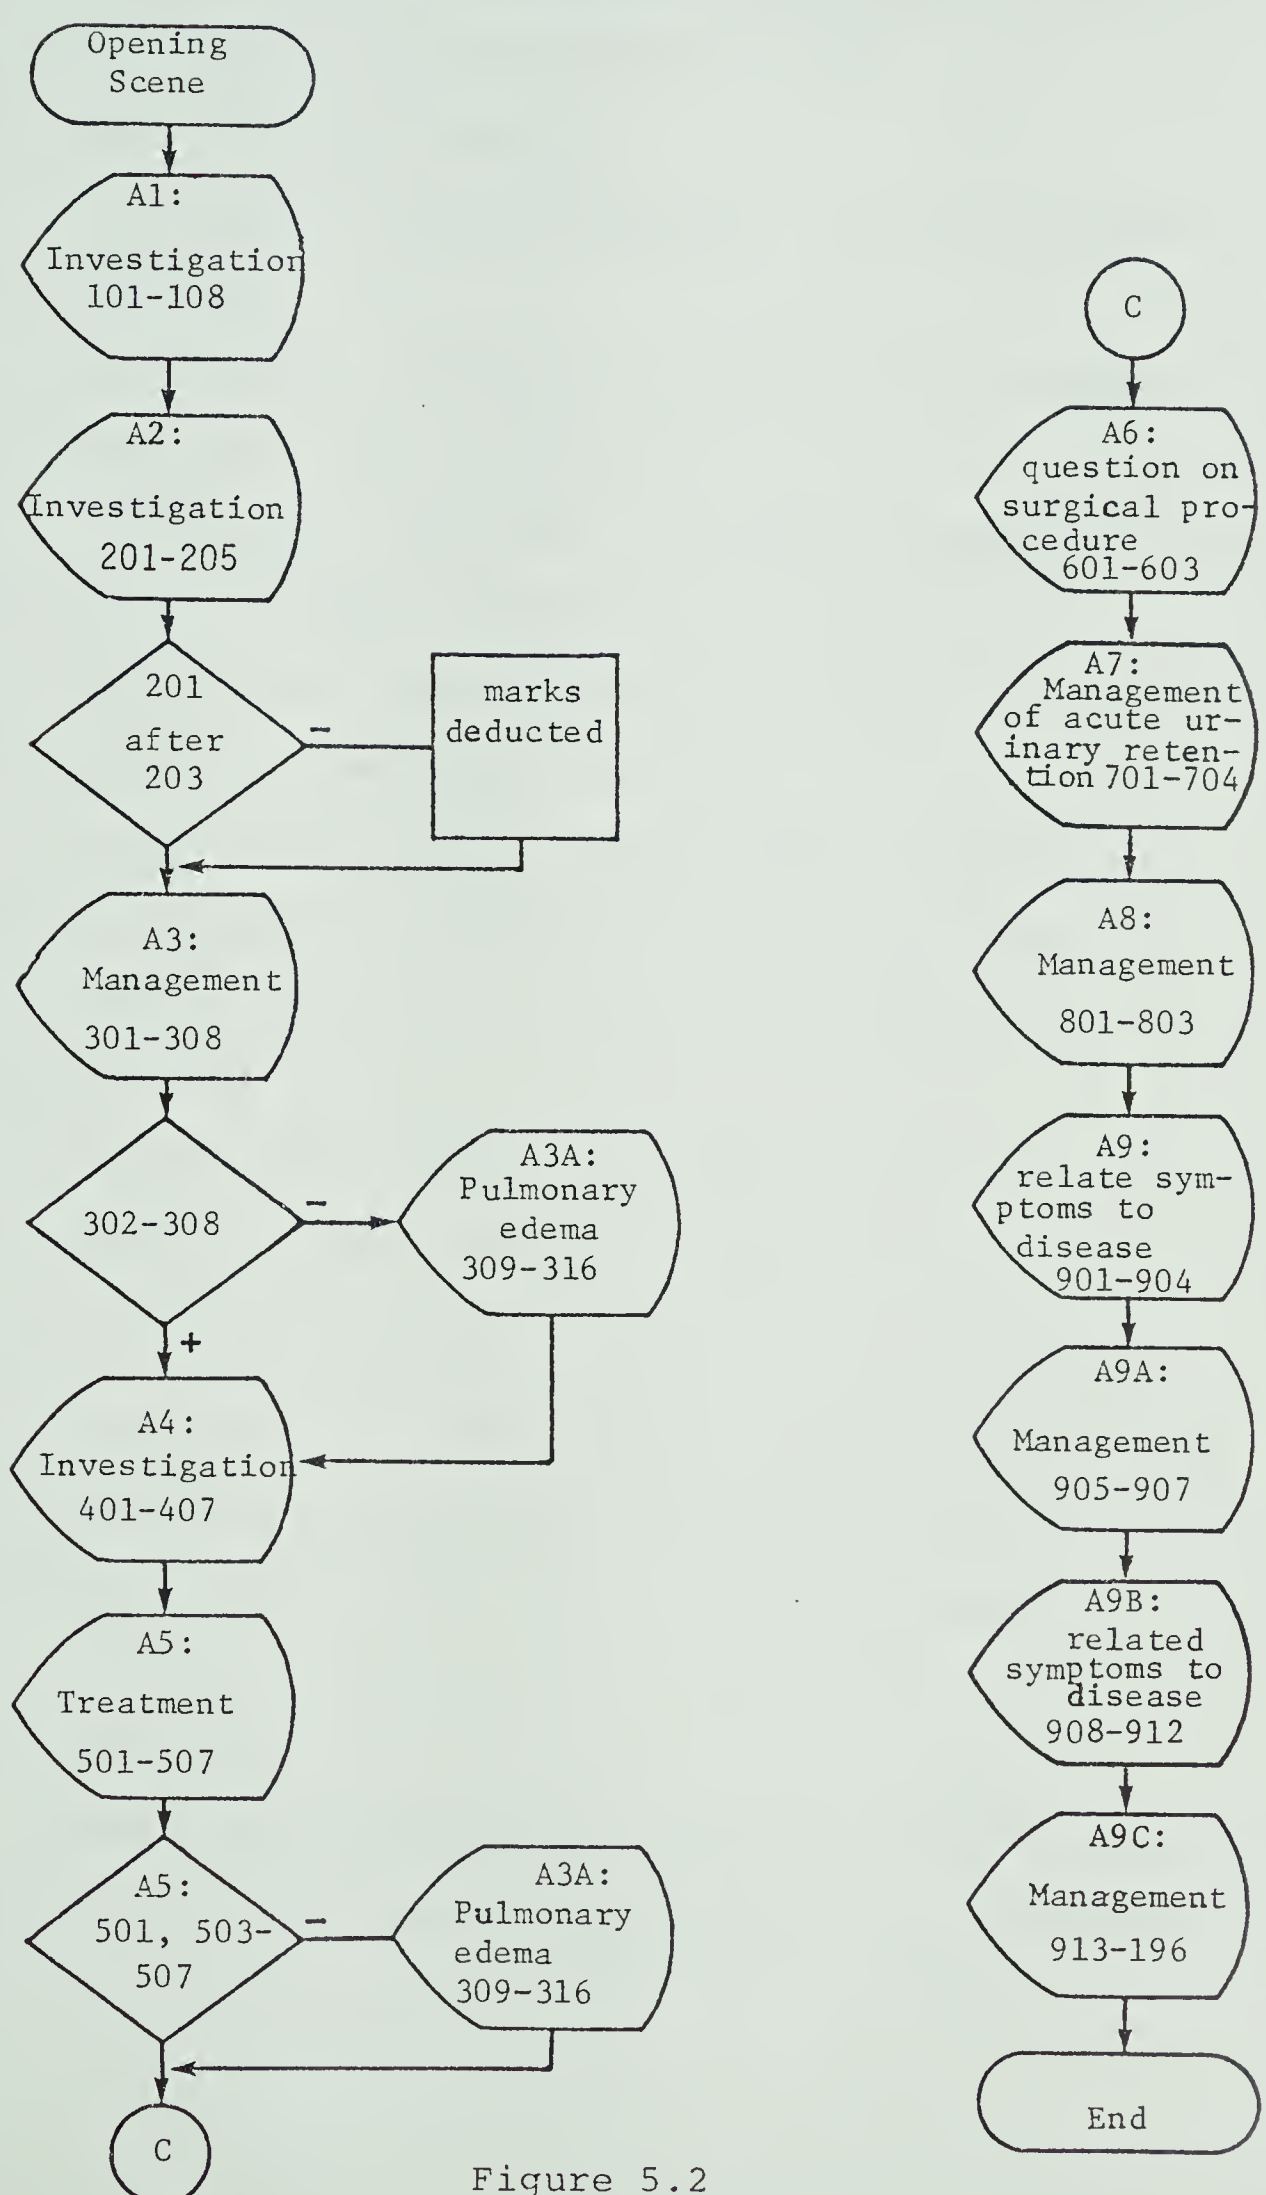 Opening
Scene
A1:
Investigation
101-108
A2:
Investigation
201-205
201
after
203
-
marks
deducted
A3:
Management
301-308
302-308
-
A3A:
Pulmonary
edema
309-316
+
A4:
Investigation
401-407
A5:
Treatment
501-507
A5:
501, 503-
507
-
A3A:
Pulmonary
edema
309-316
C
C
A6:
question on
surgical pro-
cedure
601-603
A7:
Management
of acute ur-
inary reten-
tion 701-704
A8:
Management
801-803
A9:
relate sym-
ptoms to
disease
901-904
A9A:
Management
905-907
A9B:
related
symptoms to
disease
908-912
A9C:
Management
913-196
End
Figure 5.2